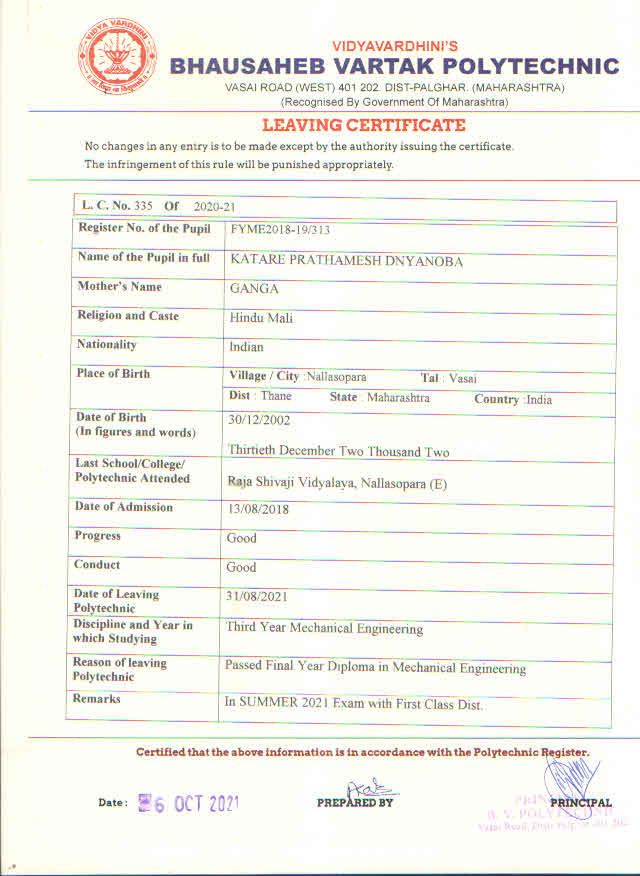 VIDYA VARDHINI
VIDYAVARDHINI'S
BHAUSAHEB VARTAK POLYTECHNIC
VASAI ROAD (WEST) 401 202. DIST-PALGHAR. (MAHARASHTRA)
(Recognised By Government Of Maharashtra)
LEAVING CERTIFICATE
No changes in any entry is to be made except by the authority issuing the certificate.
The infringement of this rule will be punished appropriately.
L. C. No. 335 Of 2020-21
Register No. of the Pupil FYME2018-19/313
Name of the Pupil in full KATARE PRATHAMESH DNYANOBA
Mother's Name GANGA
Religion and Caste Hindu Mali
Nationality Indian
Place of Birth Village / City :Nallasopara Tal : Vasai
Dist : Thane State : Maharashtra Country :India
Date of Birth 30/12/2002
(In figures and words)
Thirtieth December Two Thousand Two
Last School/College/
Polytechnic Attended Raja Shivaji Vidyalaya, Nallasopara (E)
Date of Admission 13/08/2018
Progress Good
Conduct Good
Date of Leaving 31/08/2021
Polytechnic
Discipline and Year in Third Year Mechanical Engineering
which Studying
Reason of leaving Passed Final Year Diploma in Mechanical Engineering
Polytechnic
Remarks In SUMMER 2021 Exam with First Class Dist.
Certified that the above information is in accordance with the Polytechnic Register.
Date : 6 OCT 2021 PREPARED BY PRINCIPAL
B. V. POLYTECHNIC
Vasai Road,